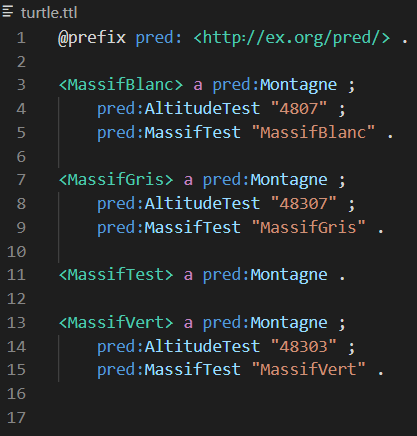 turtle.ttl
1 @prefix pred: <http://ex.org/pred/> .
2
3 <MassifBlanc> a pred:Montagne ;
4     pred:AltitudeTest "4807" ;
5     pred:MassifTest "MassifBlanc" .
6
7 <MassifGris> a pred:Montagne ;
8     pred:AltitudeTest "48307" ;
9     pred:MassifTest "MassifGris" .
10
11 <MassifTest> a pred:Montagne .
12
13 <MassifVert> a pred:Montagne ;
14     pred:AltitudeTest "48303" ;
15     pred:MassifTest "MassifVert" .
16
17